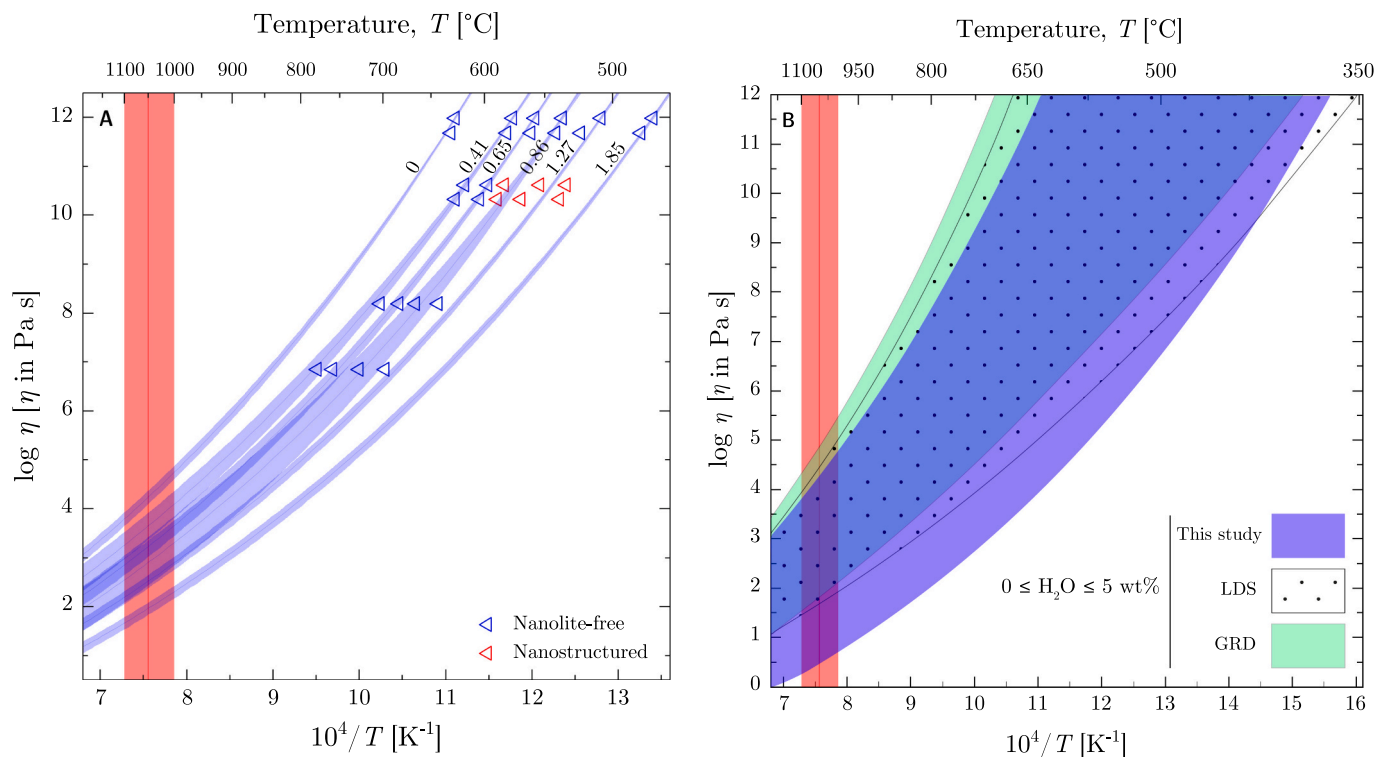 Temperature, T [°C]
1100 1000 900 800 700 600 500
A
12
10
8
6
4
2
log η [η in Pa s]
0 0.41 0.65 0.86 1.27 1.85
Nanolite-free
Nanostructured
7 8 9 10 11 12 13
10⁴/T [K⁻¹]
Temperature, T [°C]
1100 950 800 650 500 350
B
12
11
10
9
8
7
6
5
4
3
2
1
0
log η [η in Pa s]
This study
0 ≤ H₂O ≤ 5 wt%
LDS
GRD
7 8 9 10 11 12 13 14 15 16
10⁴/T [K⁻¹]